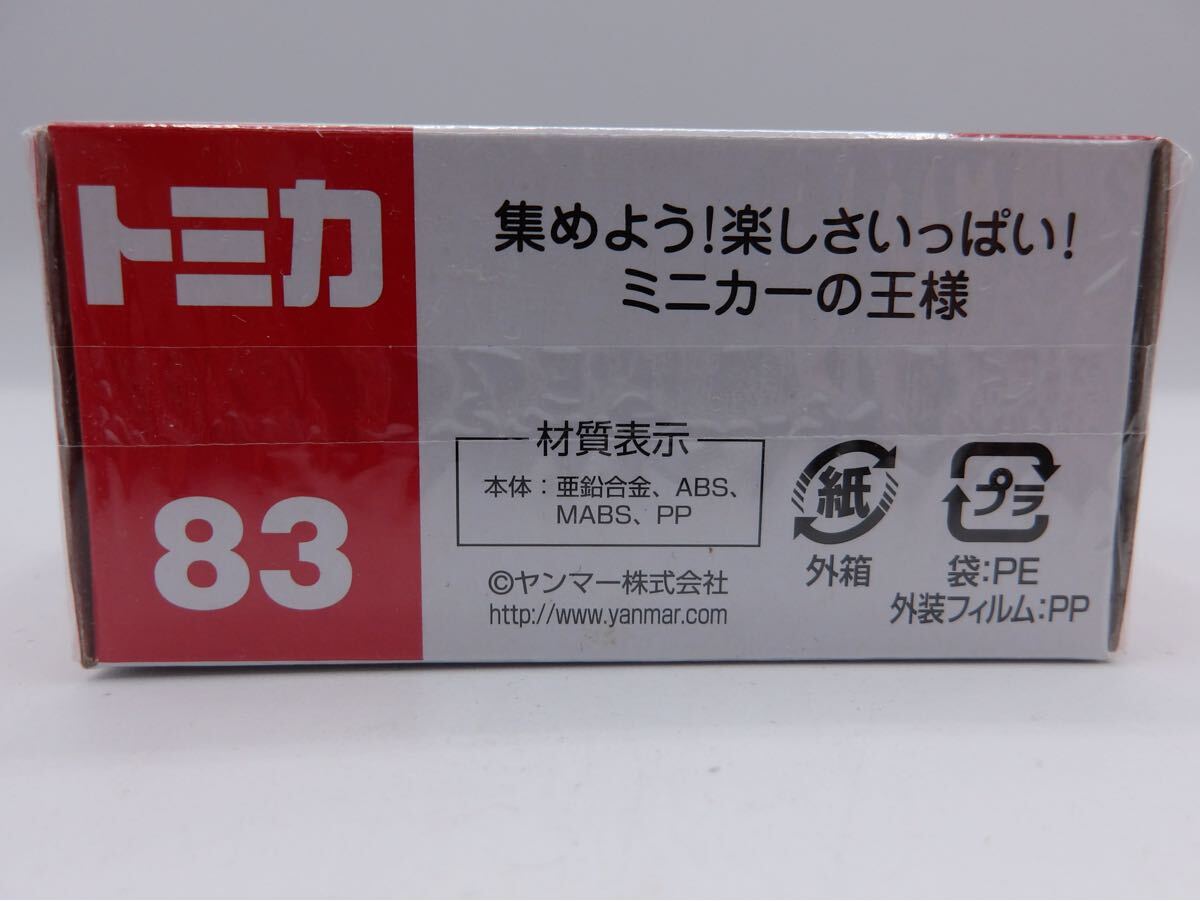 トミカ
83
集めよう!楽しさいっぱい!
ミニカーの王様
材質表示
本体:亜鉛合金、ABS、
MABS、PP
©ヤンマー株式会社
http://www.yanmar.com
紙
外箱
プラ
袋:PE
外装フィルム:PP